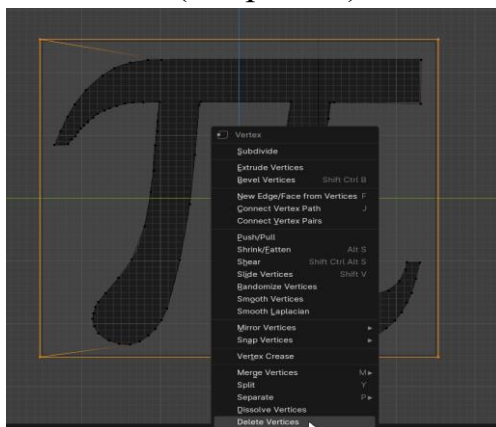 Vertex
Subdivide
Extrude Vertices
Bevel Vertices Shift Ctrl B
New Edge/Face from Vertices F
Connect Vertex Path J
Connect Vertex Pairs
Push/Pull
Shrink/Fatten Alt S
Shear Shift Ctrl Alt S
Slide Vertices Shift V
Randomize Vertices
Smooth Vertices
Smooth Laplacian
Mirror Vertices
Snap Vertices
Vertex Crease
Merge Vertices M
Split Y
Separate P
Dissolve Vertices
Delete Vertices